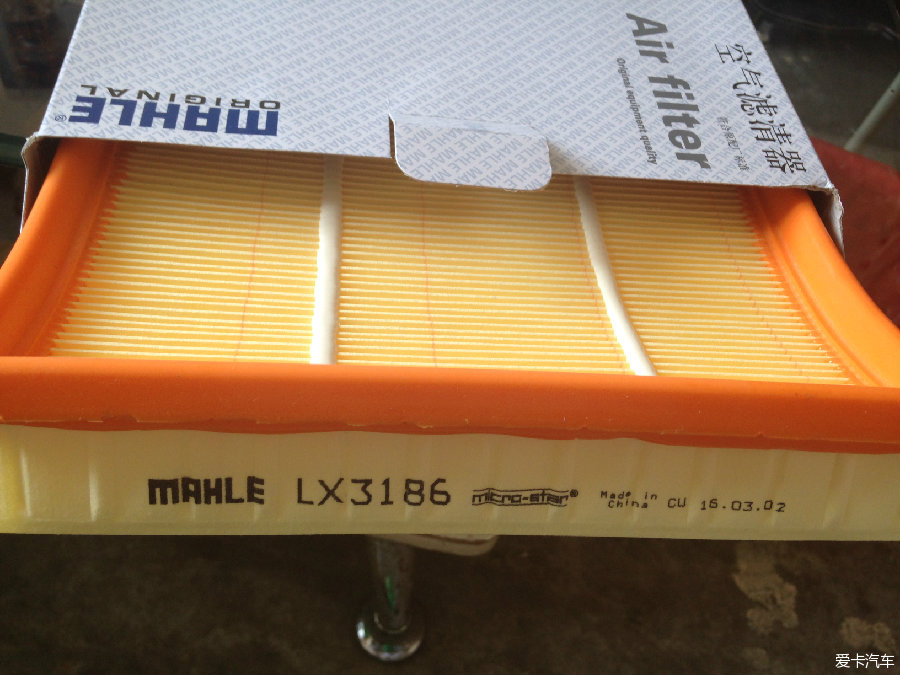 空气滤清器
Air filter
Original equipment quality
MAHLE
ORIGINAL
MAHLE LX3186 micro-star® Made in China CW 16.03.02
爱卡汽车